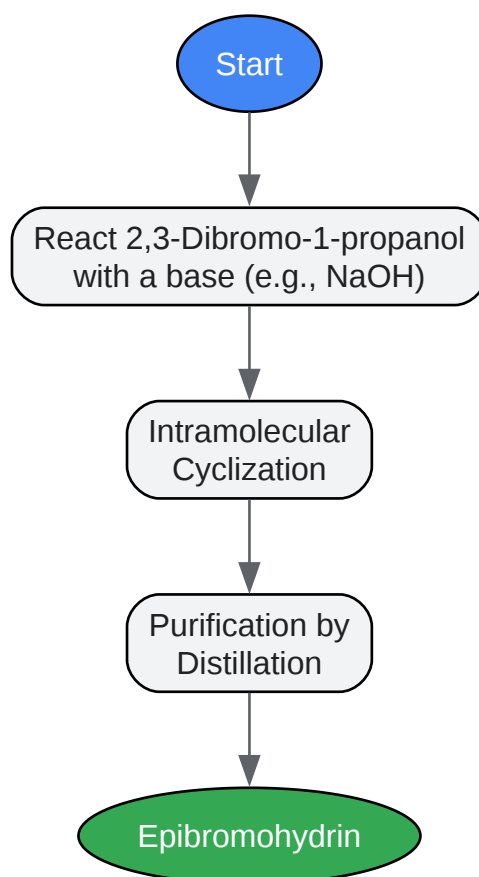 Start
React 2,3-Dibromo-1-propanol
with a base (e.g., NaOH)
Intramolecular
Cyclization
Purification by
Distillation
Epibromohydrin